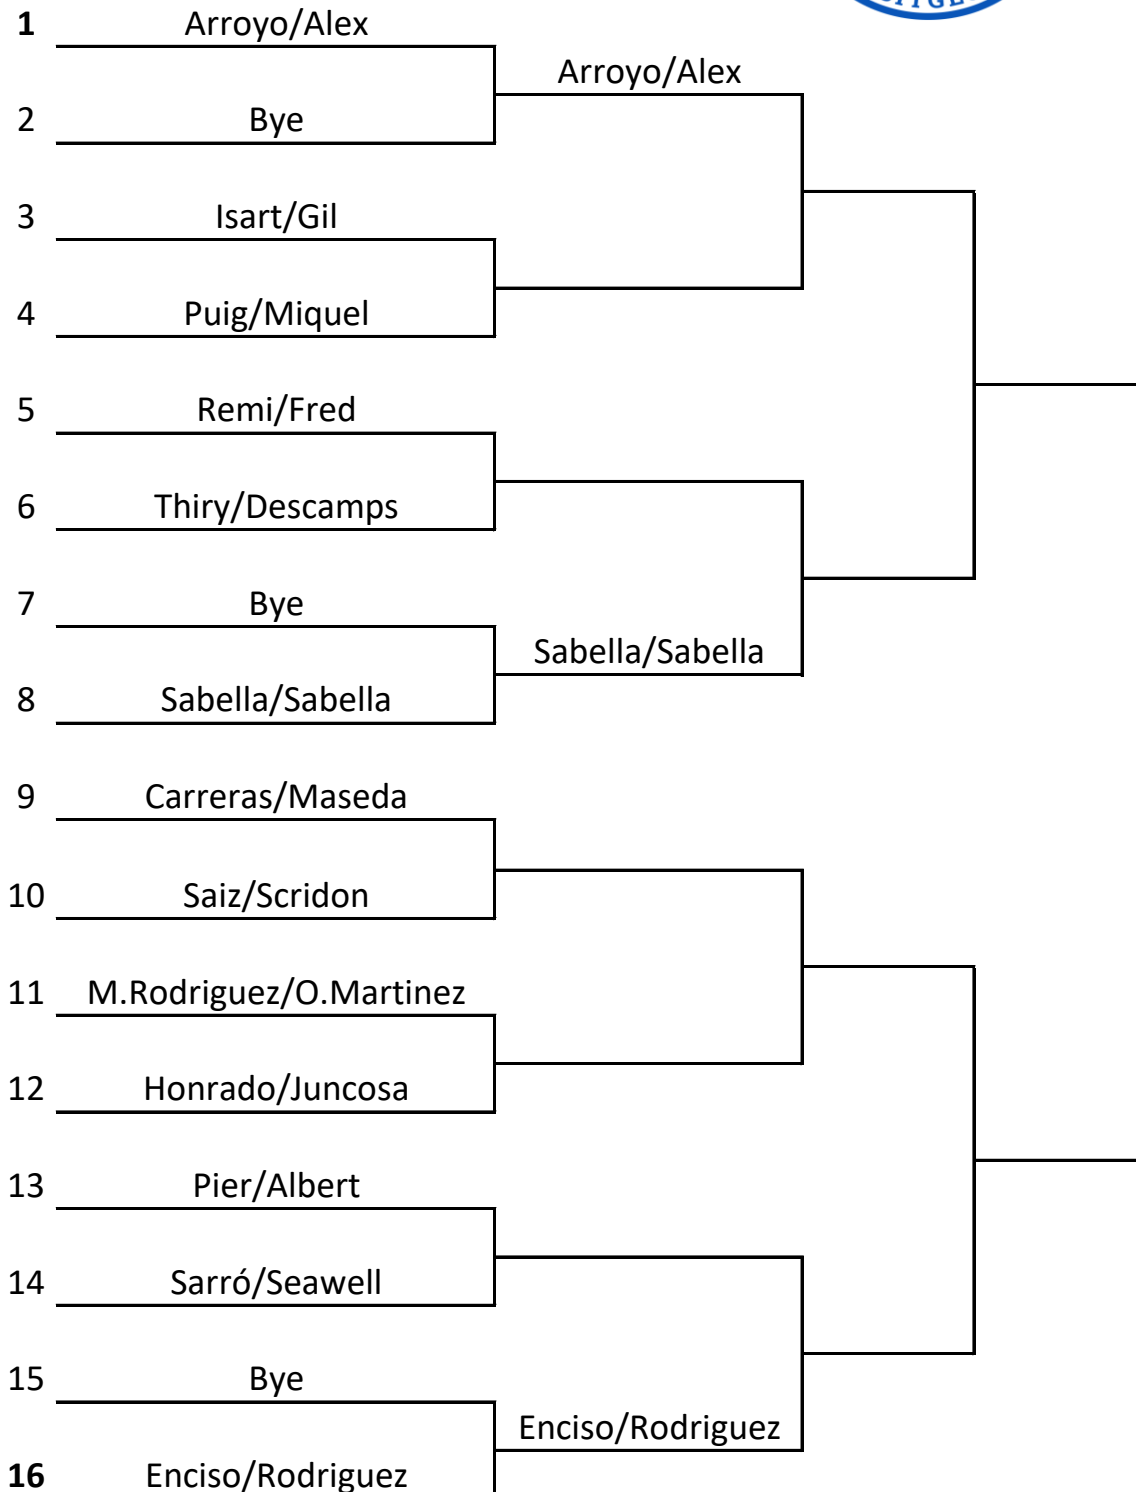 1 Arroyo/Alex
Arroyo/Alex
2 Bye
3 Isart/Gil
4 Puig/Miquel
5 Remi/Fred
6 Thiry/Descamps
7 Bye
Sabella/Sabella
8 Sabella/Sabella
9 Carreras/Maseda
10 Saiz/Scridon
11 M.Rodriguez/O.Martinez
12 Honrado/Juncosa
13 Pier/Albert
14 Sarró/Seawell
15 Bye
Enciso/Rodriguez
16 Enciso/Rodriguez